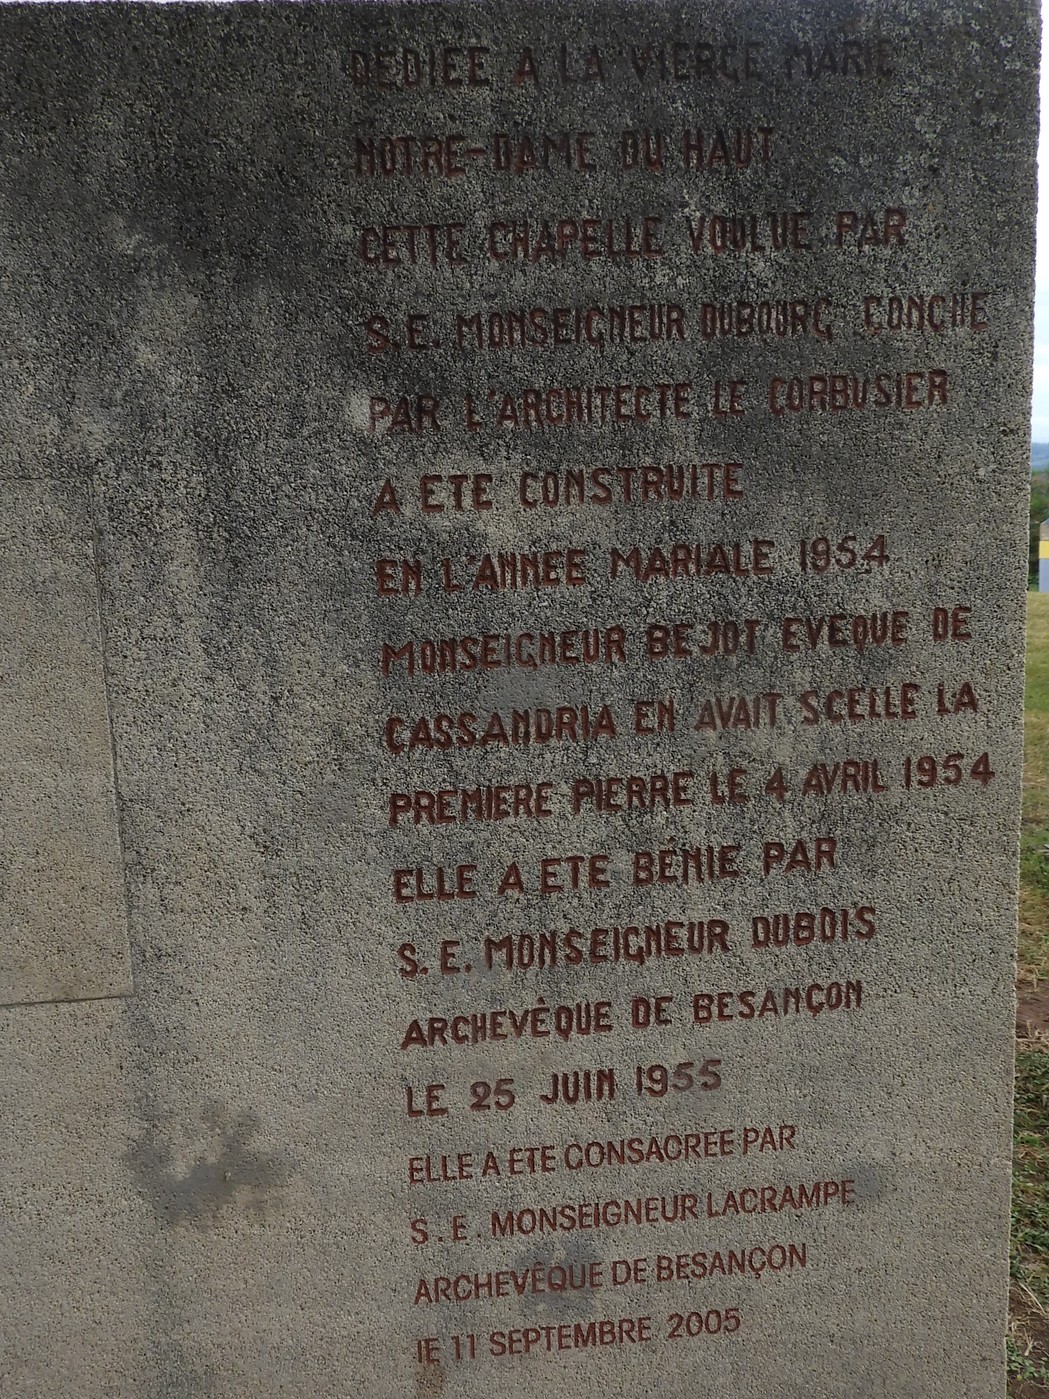 DÉDIÉE A LA VIERGE MARIE
NOTRE-DAME DU HAUT
CETTE CHAPELLE VOULUE PAR
S.E. MONSEIGNEUR DUBOURG CONCUE
PAR L'ARCHITECTE LE CORBUSIER
A ETE CONSTRUITE
EN L'ANNEE MARIALE 1954
MONSEIGNEUR BEJOT EVEQUE DE
CASSANDRIA EN AVAIT SCELLE LA
PREMIERE PIERRE LE 4 AVRIL 1954
ELLE A ETE BENIE PAR
S.E. MONSEIGNEUR DUBOIS
ARCHEVÊQUE DE BESANÇON
LE 25 JUIN 1955
ELLE A ETE CONSACREE PAR
S.E. MONSEIGNEUR LACRAMPE
ARCHEVÊQUE DE BESANÇON
lE 11 SEPTEMBRE 2005